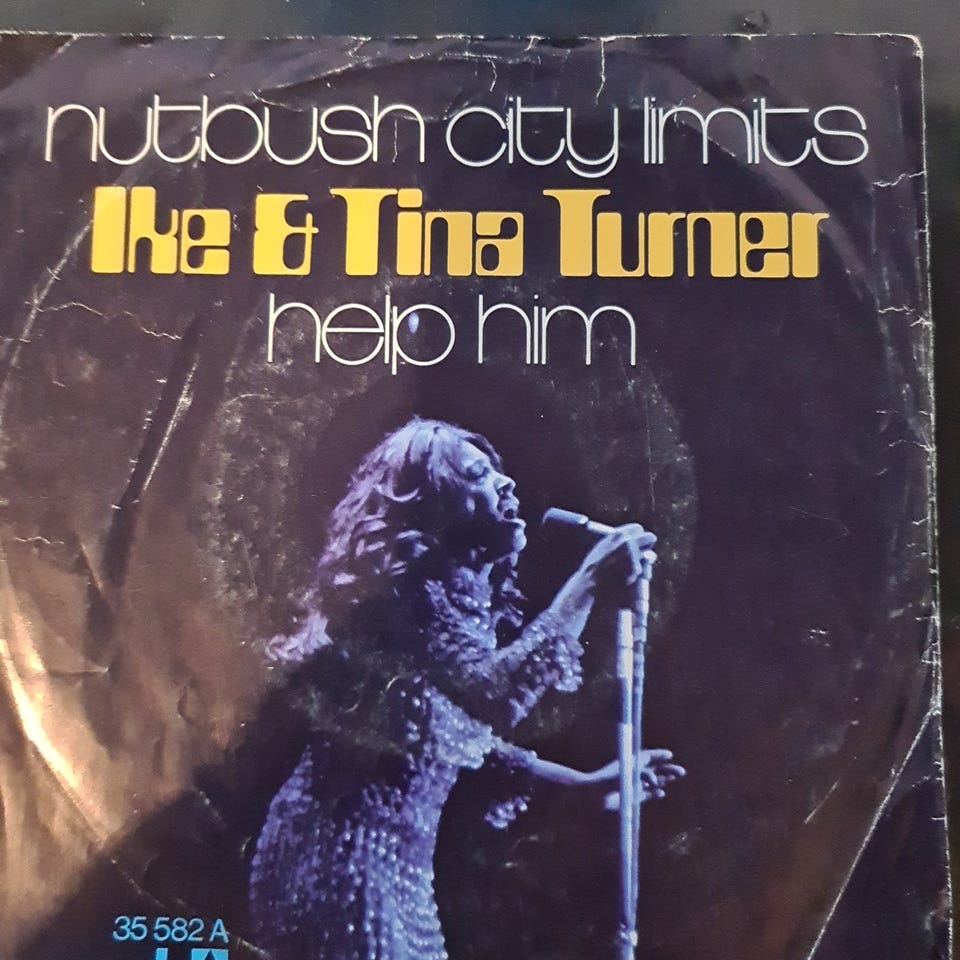 nutbush city limits
Ike & Tina Turner
help him
35 582 A